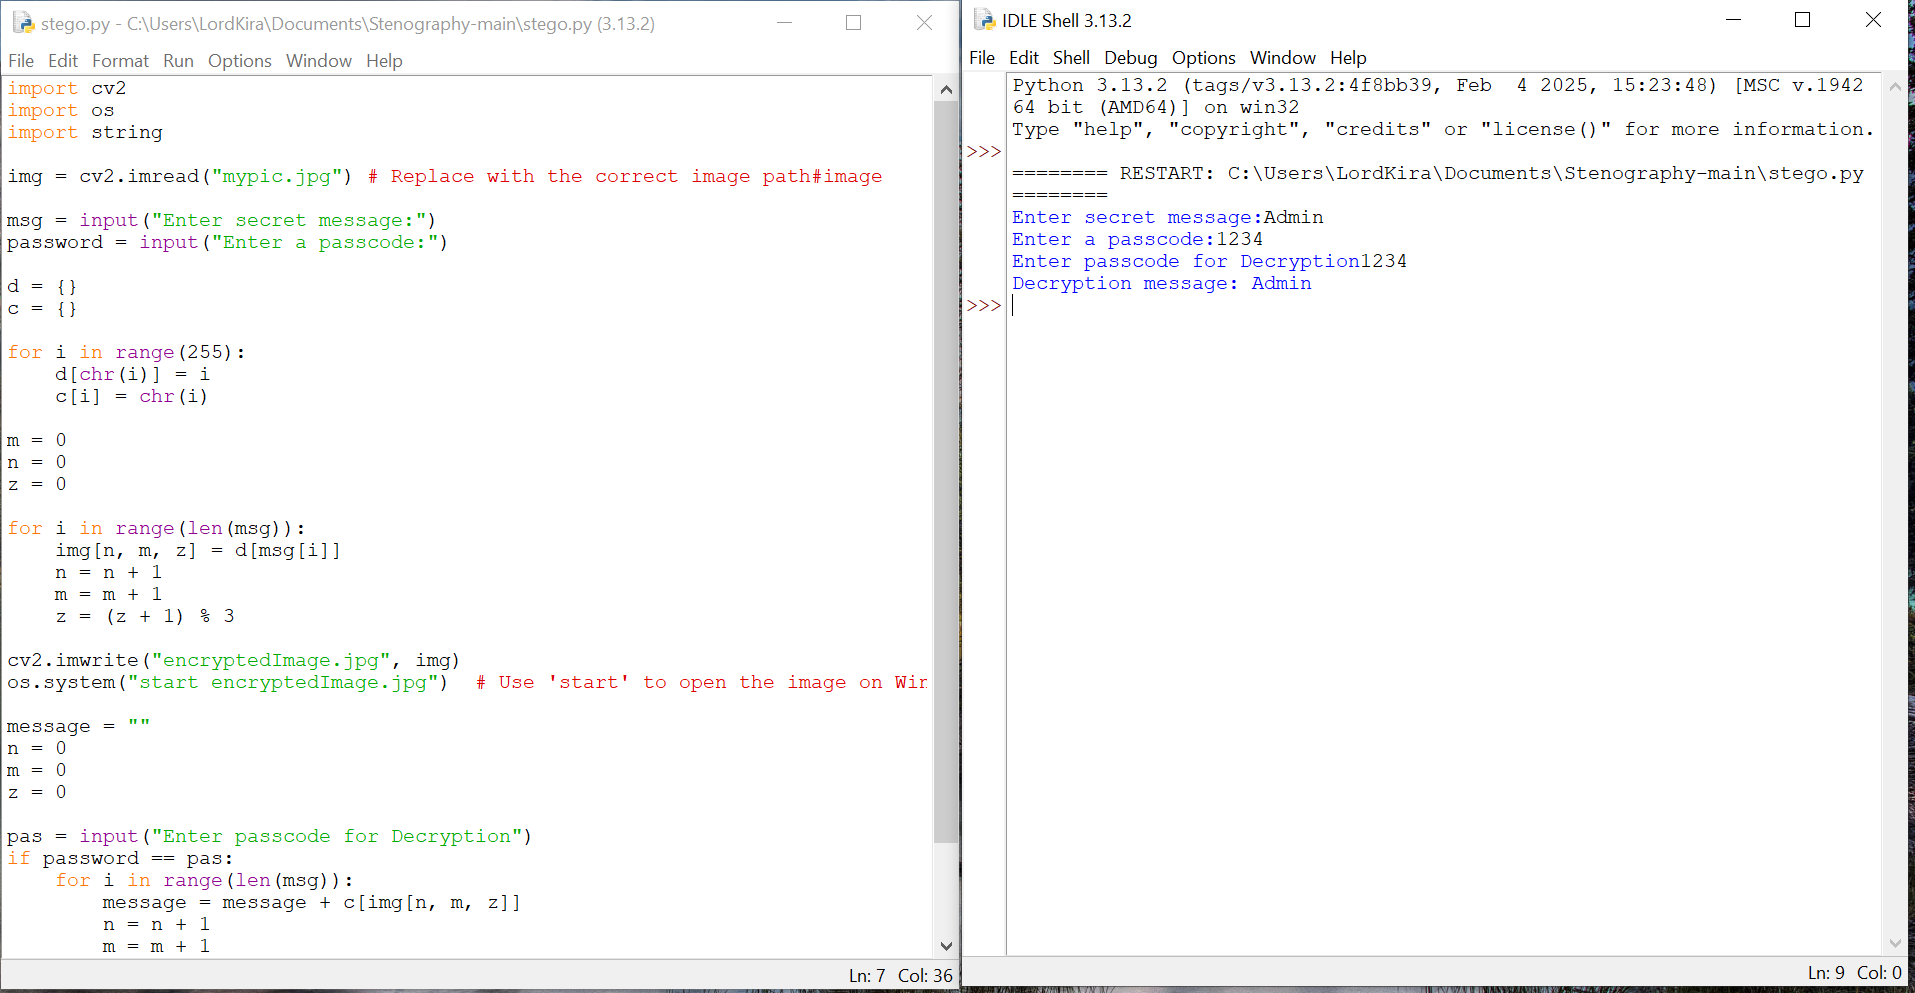 stego.py - C:\Users\LordKira\Documents\Stenography-main\stego.py (3.13.2)
File Edit Format Run Options Window Help
import cv2
import os
import string

img = cv2.imread("mypic.jpg") # Replace with the correct image path#image

msg = input("Enter secret message:")
password = input("Enter a passcode:")

d = {}
c = {}

for i in range(255):
    d[chr(i)] = i
    c[i] = chr(i)

m = 0
n = 0
z = 0

for i in range(len(msg)):
    img[n, m, z] = d[msg[i]]
    n = n + 1
    m = m + 1
    z = (z + 1) % 3

cv2.imwrite("encryptedImage.jpg", img)
os.system("start encryptedImage.jpg")  # Use 'start' to open the image on Win

message = ""
n = 0
m = 0
z = 0

pas = input("Enter passcode for Decryption")
if password == pas:
    for i in range(len(msg)):
        message = message + c[img[n, m, z]]
        n = n + 1
        m = m + 1
Ln: 7 Col: 36
IDLE Shell 3.13.2
File Edit Shell Debug Options Window Help
Python 3.13.2 (tags/v3.13.2:4f8bb39, Feb  4 2025, 15:23:48) [MSC v.1942
64 bit (AMD64)] on win32
Type "help", "copyright", "credits" or "license()" for more information.
>>>
======== RESTART: C:\Users\LordKira\Documents\Stenography-main\stego.py
========
Enter secret message:Admin
Enter a passcode:1234
Enter passcode for Decryption1234
Decryption message: Admin
>>>
Ln: 9 Col: 0